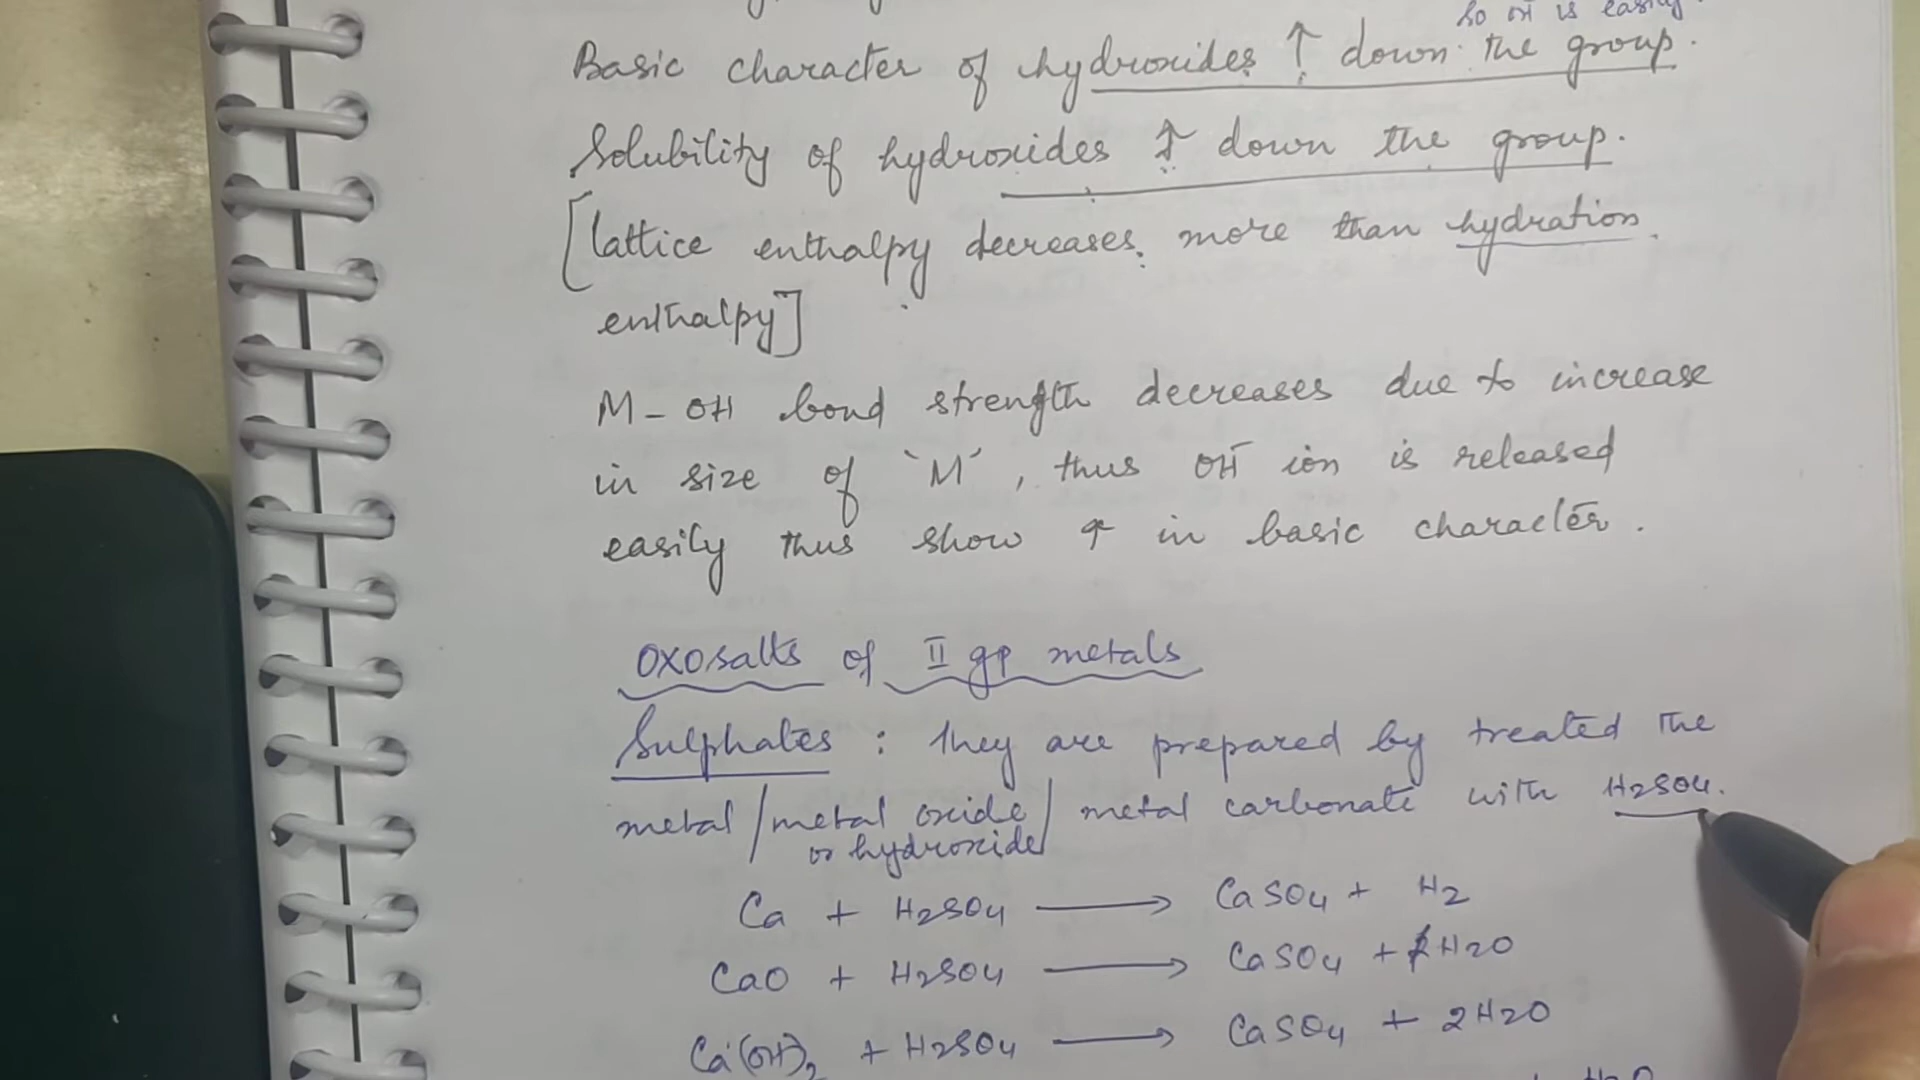 so OH is easily
Basic character of hydroxides ↑ down the group.
Solubility of hydroxides ↑ down the group.
[lattice enthalpy decreases more than hydration
enthalpy]
M-OH bond strength decreases due to increase
in size of `M´, thus OH⁻ ion is released
easily thus show ↑ in basic character.
Oxosalts of II gp metals
Sulphates : They are prepared by treated the
metal/metal oxide/metal carbonate with H2SO4.
or hydroxide
Ca + H2SO4 → CaSO4 + H2
CaO + H2SO4 → CaSO4 + H2O
Ca(OH)2 + H2SO4 → CaSO4 + 2H2O